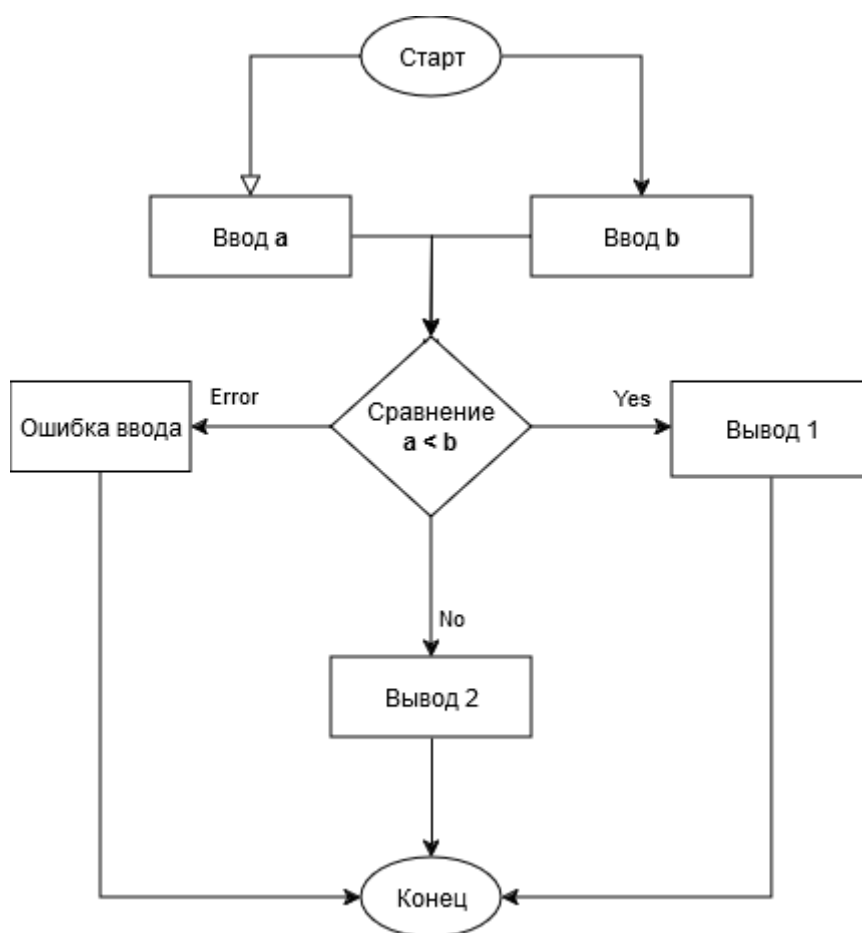 Старт
Ввод a
Ввод b
Error
Сравнение
a < b
Yes
Ошибка ввода
Вывод 1
No
Вывод 2
Конец